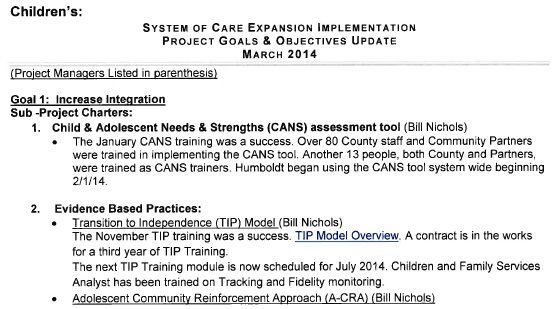 Children's:
SYSTEM OF CARE EXPANSION IMPLEMENTATION
PROJECT GOALS & OBJECTIVES UPDATE
MARCH 2014
(Project Managers Listed in parenthesis)
Goal 1: Increase Integration
Sub -Project Charters:
1. Child & Adolescent Needs & Strengths (CANS) assessment tool (Bill Nichols)
• The January CANS training was a success. Over 80 County staff and Community Partners
were trained in implementing the CANS tool. Another 13 people, both County and Partners,
were trained as CANS trainers. Humboldt began using the CANS tool system wide beginning
2/1/14.
2. Evidence Based Practices:
• Transition to Independence (TIP) Model (Bill Nichols)
The November TIP training was a success. TIP Model Overview. A contract is in the works
for a third year of TIP Training.
The next TIP Training module is now scheduled for July 2014. Children and Family Services
Analyst has been trained on Tracking and Fidelity monitoring.
• Adolescent Community Reinforcement Approach (A-CRA) (Bill Nichols)